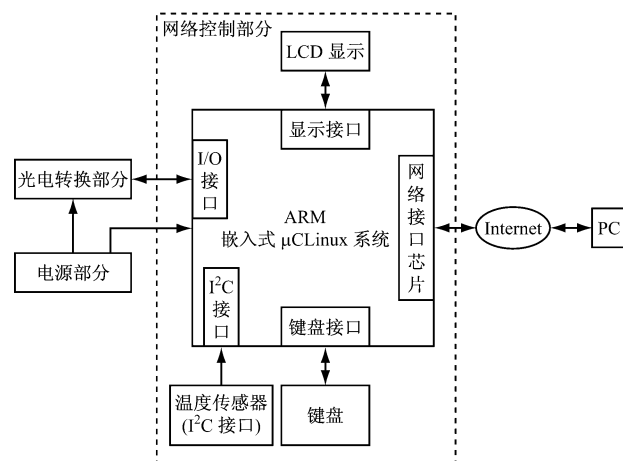 网络控制部分
LCD 显示
显示接口
I/O
接
口
光电转换部分
ARM
嵌入式 μCLinux 系统
网
络
接
口
芯
片
Internet
PC
电源部分
I²C
接
口
键盘接口
温度传感器
(I²C 接口)
键盘